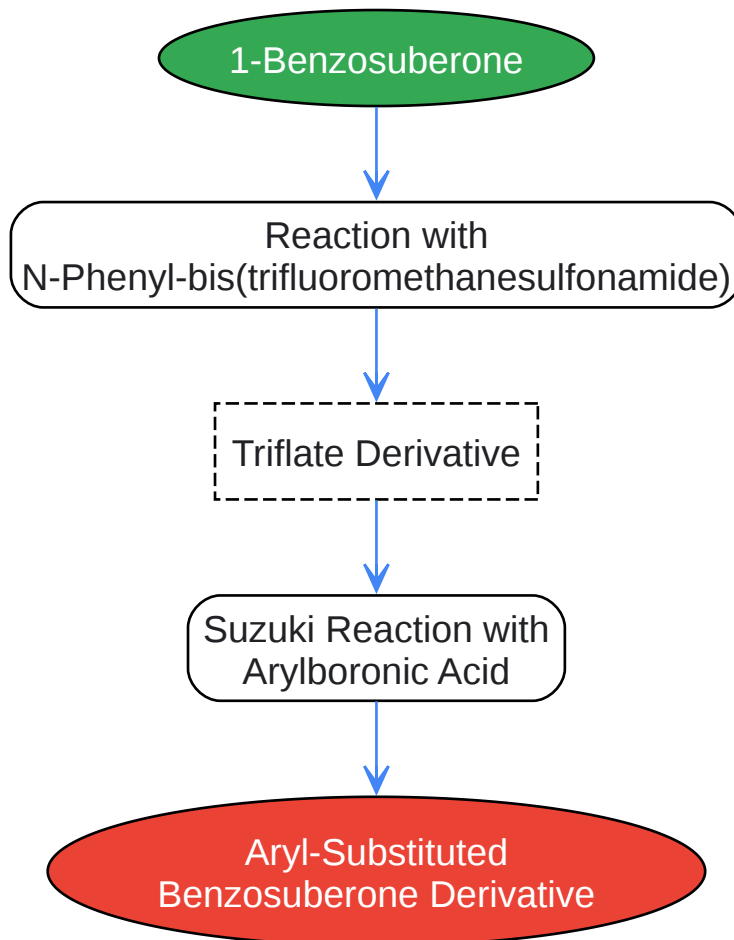 1-Benzosuberone
Reaction with
N-Phenyl-bis(trifluoromethanesulfonamide)
Triflate Derivative
Suzuki Reaction with
Arylboronic Acid
Aryl-Substituted
Benzosuberone Derivative